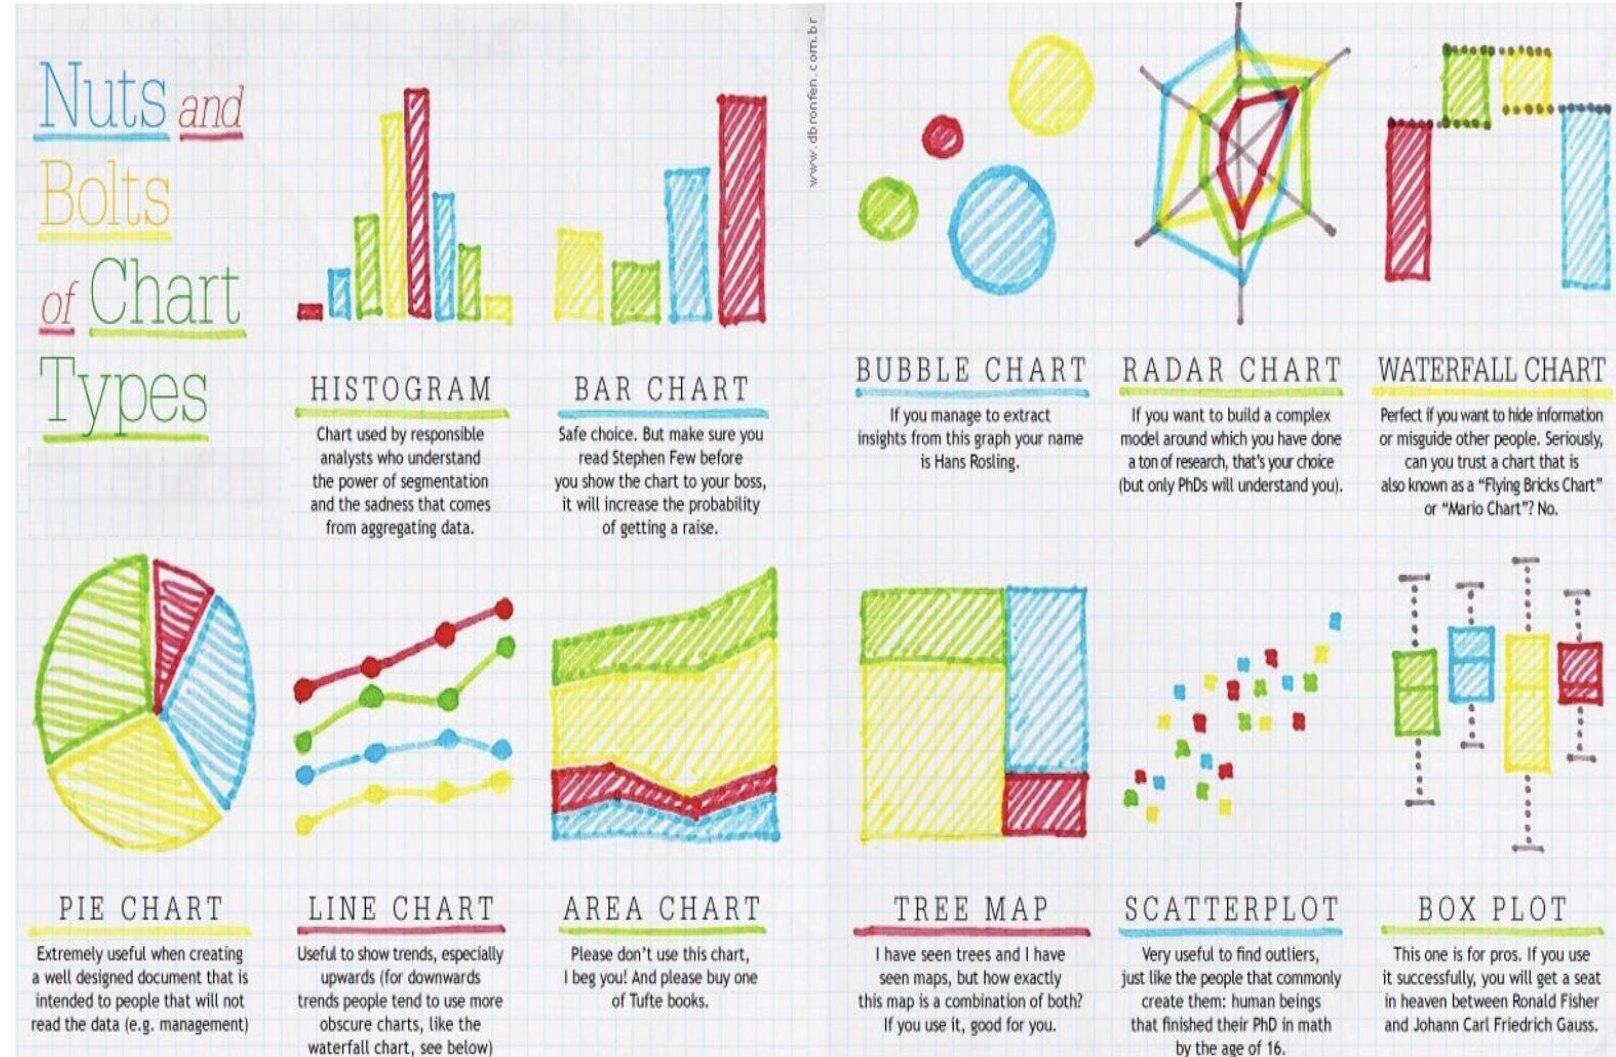 Nuts and
Bolts
of Chart
Types
HISTOGRAM
Chart used by responsible
analysts who understand
the power of segmentation
and the sadness that comes
from aggregating data.
BAR CHART
Safe choice. But make sure you
read Stephen Few before
you show the chart to your boss,
it will increase the probability
of getting a raise.
www.dbronfen.com.br
BUBBLE CHART
If you manage to extract
insights from this graph your name
is Hans Rosling.
RADAR CHART
If you want to build a complex
model around which you have done
a ton of research, that's your choice
(but only PhDs will understand you).
WATERFALL CHART
Perfect if you want to hide information
or misguide other people. Seriously,
can you trust a chart that is
also known as a “Flying Bricks Chart”
or “Mario Chart”? No.
PIE CHART
Extremely useful when creating
a well designed document that is
intended to people that will not
read the data (e.g. management)
LINE CHART
Useful to show trends, especially
upwards (for downwards
trends people tend to use more
obscure charts, like the
waterfall chart, see below)
AREA CHART
Please don't use this chart,
I beg you! And please buy one
of Tufte books.
TREE MAP
I have seen trees and I have
seen maps, but how exactly
this map is a combination of both?
If you use it, good for you.
SCATTERPLOT
Very useful to find outliers,
just like the people that commonly
create them: human beings
that finished their PhD in math
by the age of 16.
BOX PLOT
This one is for pros. If you use
it successfully, you will get a seat
in heaven between Ronald Fisher
and Johann Carl Friedrich Gauss.